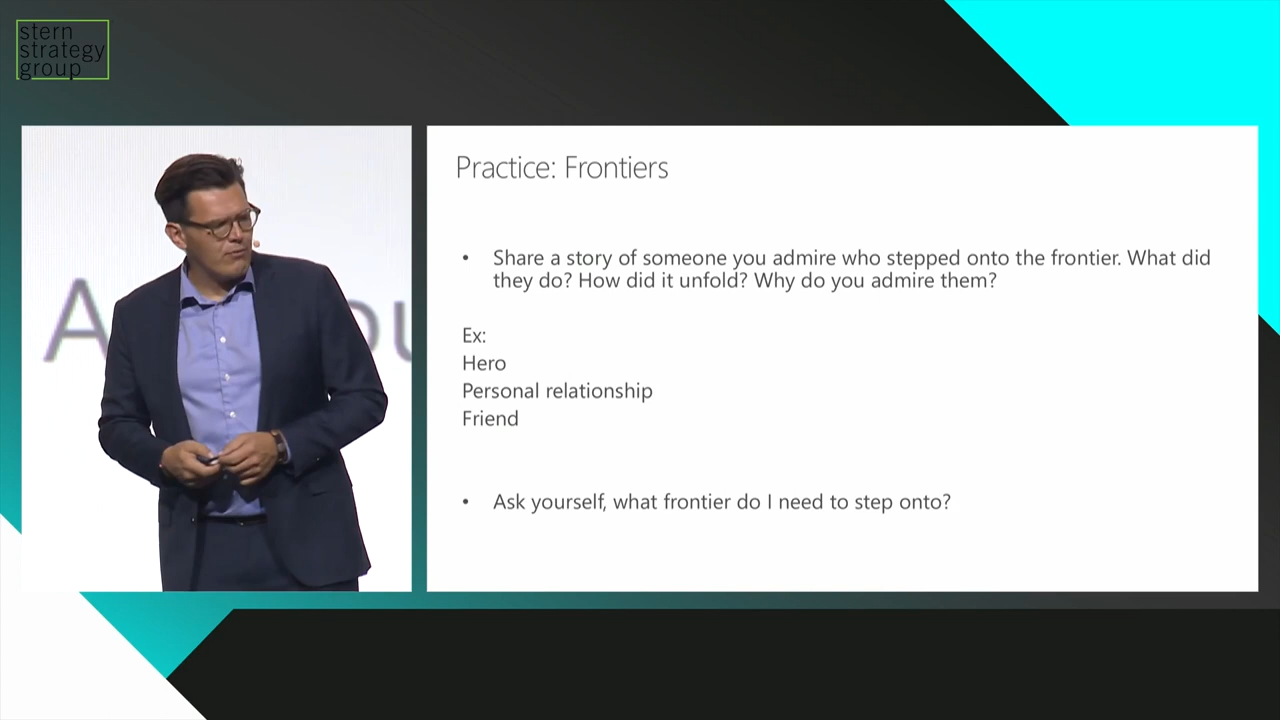 stern
strategy
group
Practice: Frontiers
• Share a story of someone you admire who stepped onto the frontier. What did
they do? How did it unfold? Why do you admire them?
Ex:
Hero
Personal relationship
Friend
• Ask yourself, what frontier do I need to step onto?